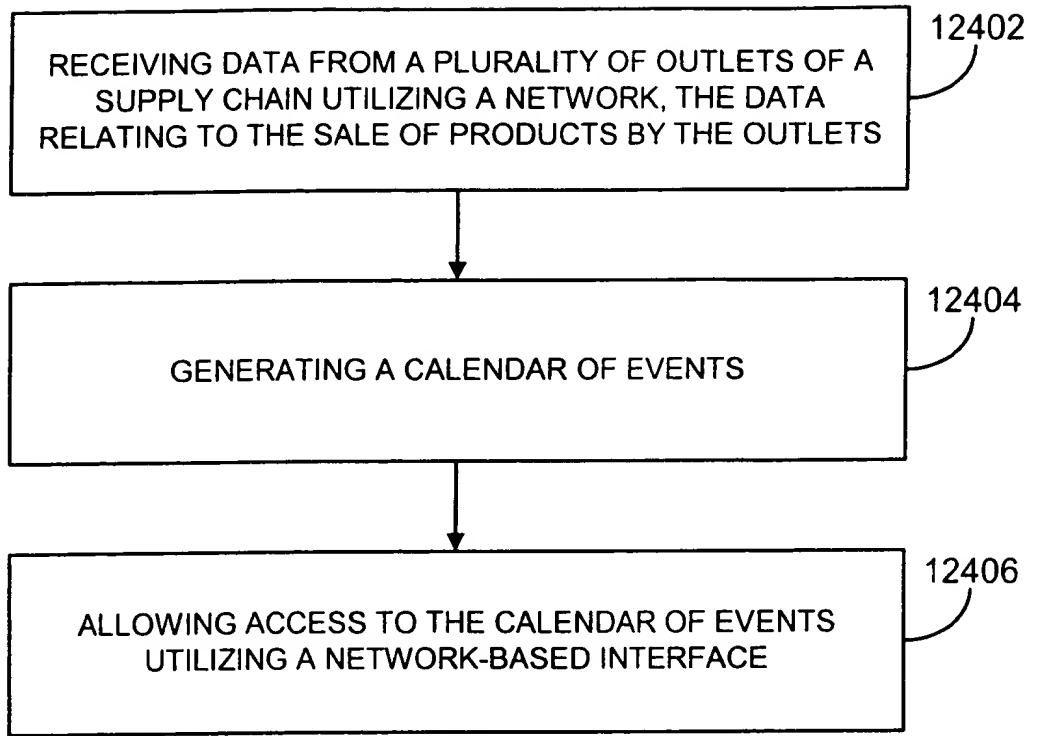 12402
RECEIVING DATA FROM A PLURALITY OF OUTLETS OF A
SUPPLY CHAIN UTILIZING A NETWORK, THE DATA
RELATING TO THE SALE OF PRODUCTS BY THE OUTLETS
12404
GENERATING A CALENDAR OF EVENTS
12406
ALLOWING ACCESS TO THE CALENDAR OF EVENTS
UTILIZING A NETWORK-BASED INTERFACE